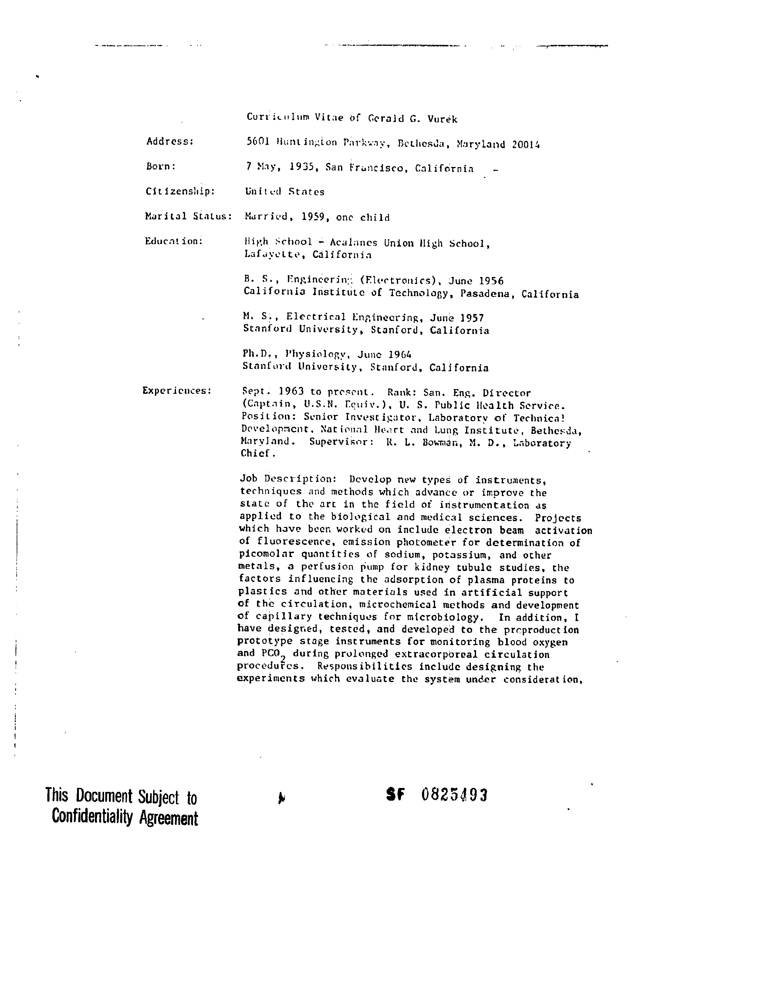 Curriculum Vitae of Gerald G. Vurek
Address: 5601 Huntington Parkway, Bethesda, Maryland 20014
Born: 7 May, 1935, San Francisco, California
Citizenship: United States
Marital Status: Married, 1959, one child
Education: High School - Acalanes Union High School,
Lafayette, California
B. S., Engineering (Electronics), June 1956
California Institute of Technology, Pasadena, California
M. S., Electrical Engineering, June 1957
Stanford University, Stanford, California
Ph.D., Physiology, June 1964
Stanford University, Stanford, California
Experiences: Sept. 1963 to present. Rank: San. Eng. Director
(Captain, U.S.N. Equiv.), U. S. Public Health Service.
Position: Senior Investigator, Laboratory of Technical
Development, National Heart and Lung Institute, Bethesda,
Maryland. Supervisor: R. L. Bowman, M. D., Laboratory
Chief.
Job Description: Develop new types of instruments,
techniques and methods which advance or improve the
state of the art in the field of instrumentation as
applied to the biological and medical sciences. Projects
which have been worked on include electron beam activation
of fluorescence, emission photometer for determination of
picomolar quantities of sodium, potassium, and other
metals, a perfusion pump for kidney tubule studies, the
factors influencing the adsorption of plasma proteins to
plastics and other materials used in artificial support
of the circulation, microchemical methods and development
of capillary techniques for microbiology. In addition, I
have designed, tested, and developed to the preproduction
prototype stage instruments for monitoring blood oxygen
and PCO2 during prolonged extracorporeal circulation
procedures. Responsibilities include designing the
experiments which evaluate the system under consideration,
This Document Subject to
Confidentiality Agreement
SF 0825493